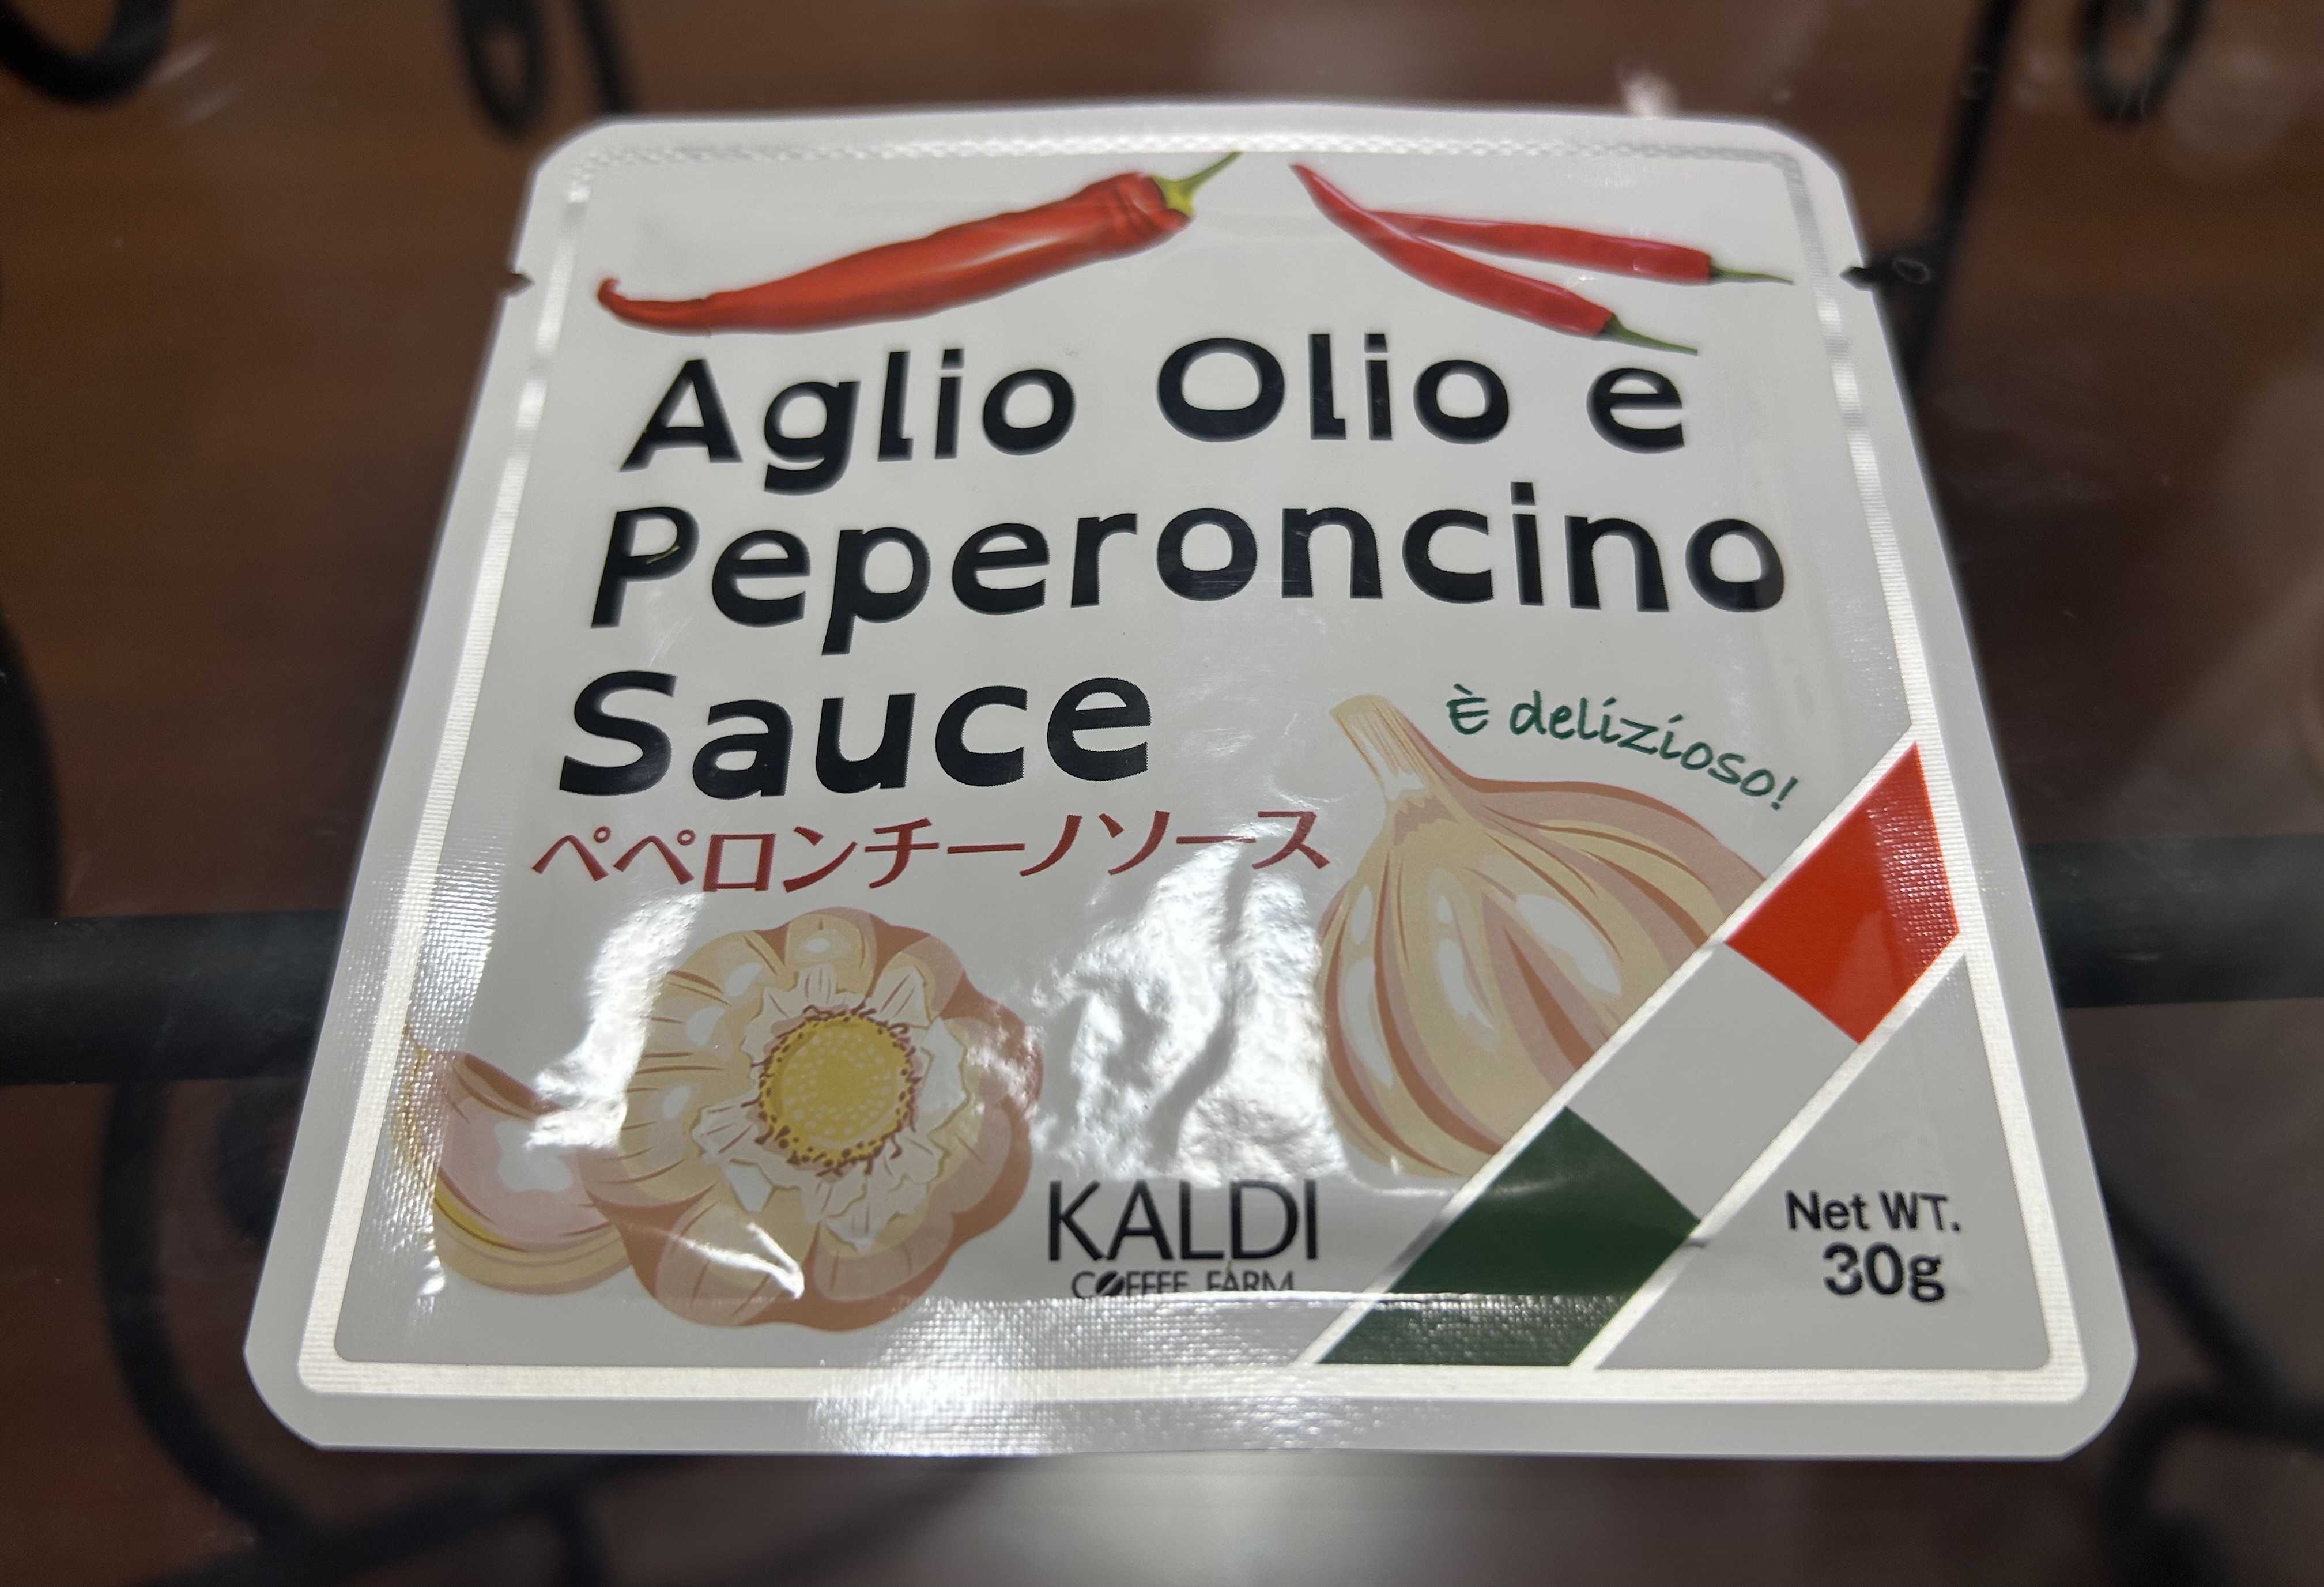 Aglio Olio e
Peperoncino
Sauce
ペペロンチーノソース
È delizioso!
KALDI
COFFEE FARM
Net WT.
30g